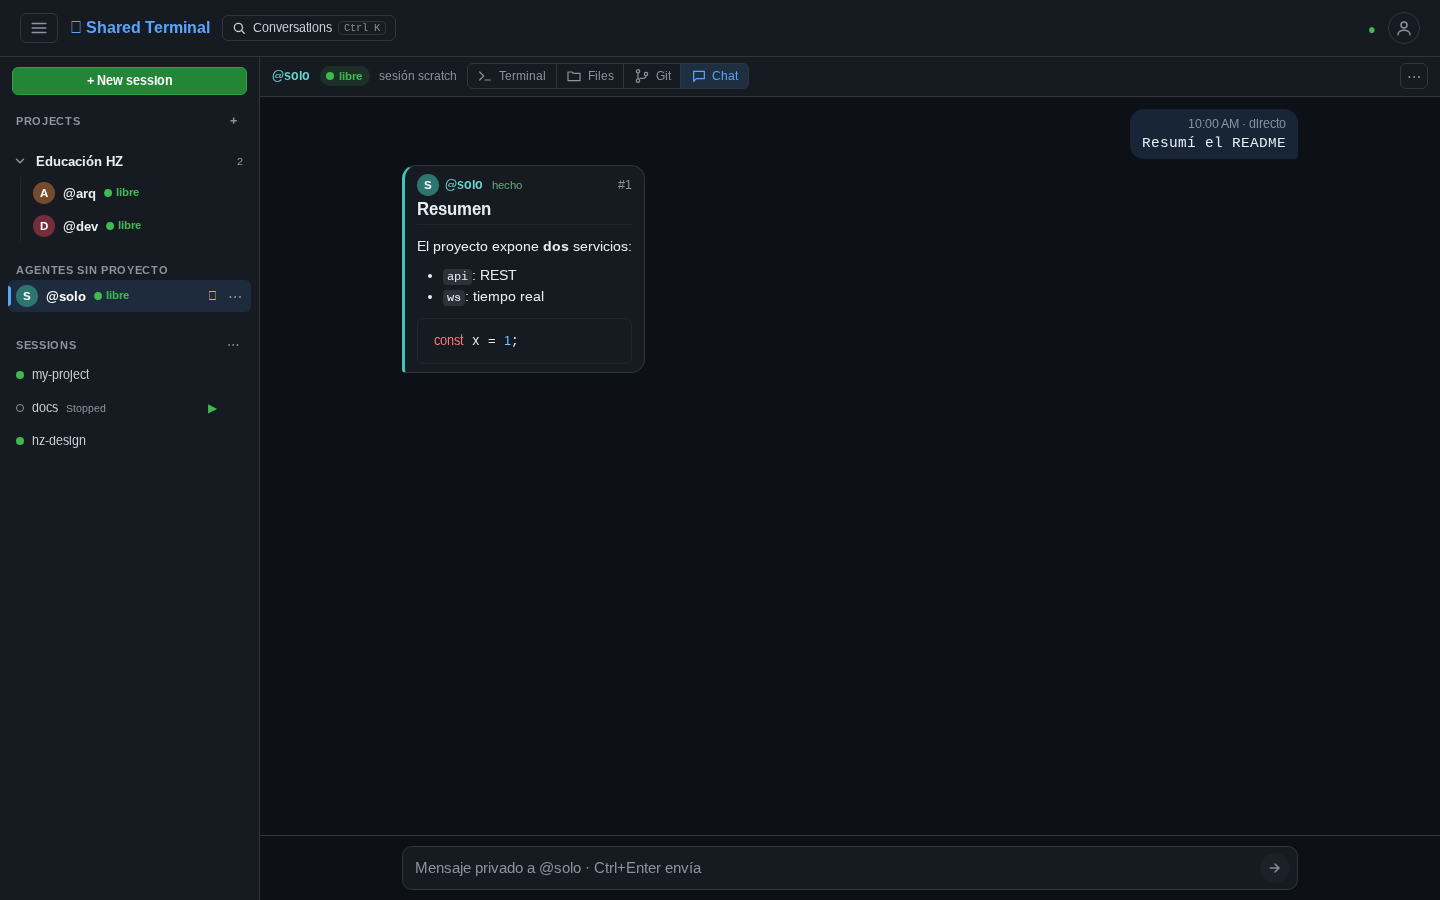 Shared Terminal
Conversations Ctrl K
+ New session
PROJECTS +
Educación HZ 2
A @arq libre
D @dev libre
AGENTES SIN PROYECTO
S @solo libre ···
SESSIONS ···
my-project
docs Stopped
hz-design
@solo libre sesión scratch Terminal Files Git Chat ···
10:00 AM · directo
Resumí el README
S @solo hecho #1
Resumen
El proyecto expone dos servicios:
• api: REST
• ws: tiempo real
const x = 1;
Mensaje privado a @solo · Ctrl+Enter envía